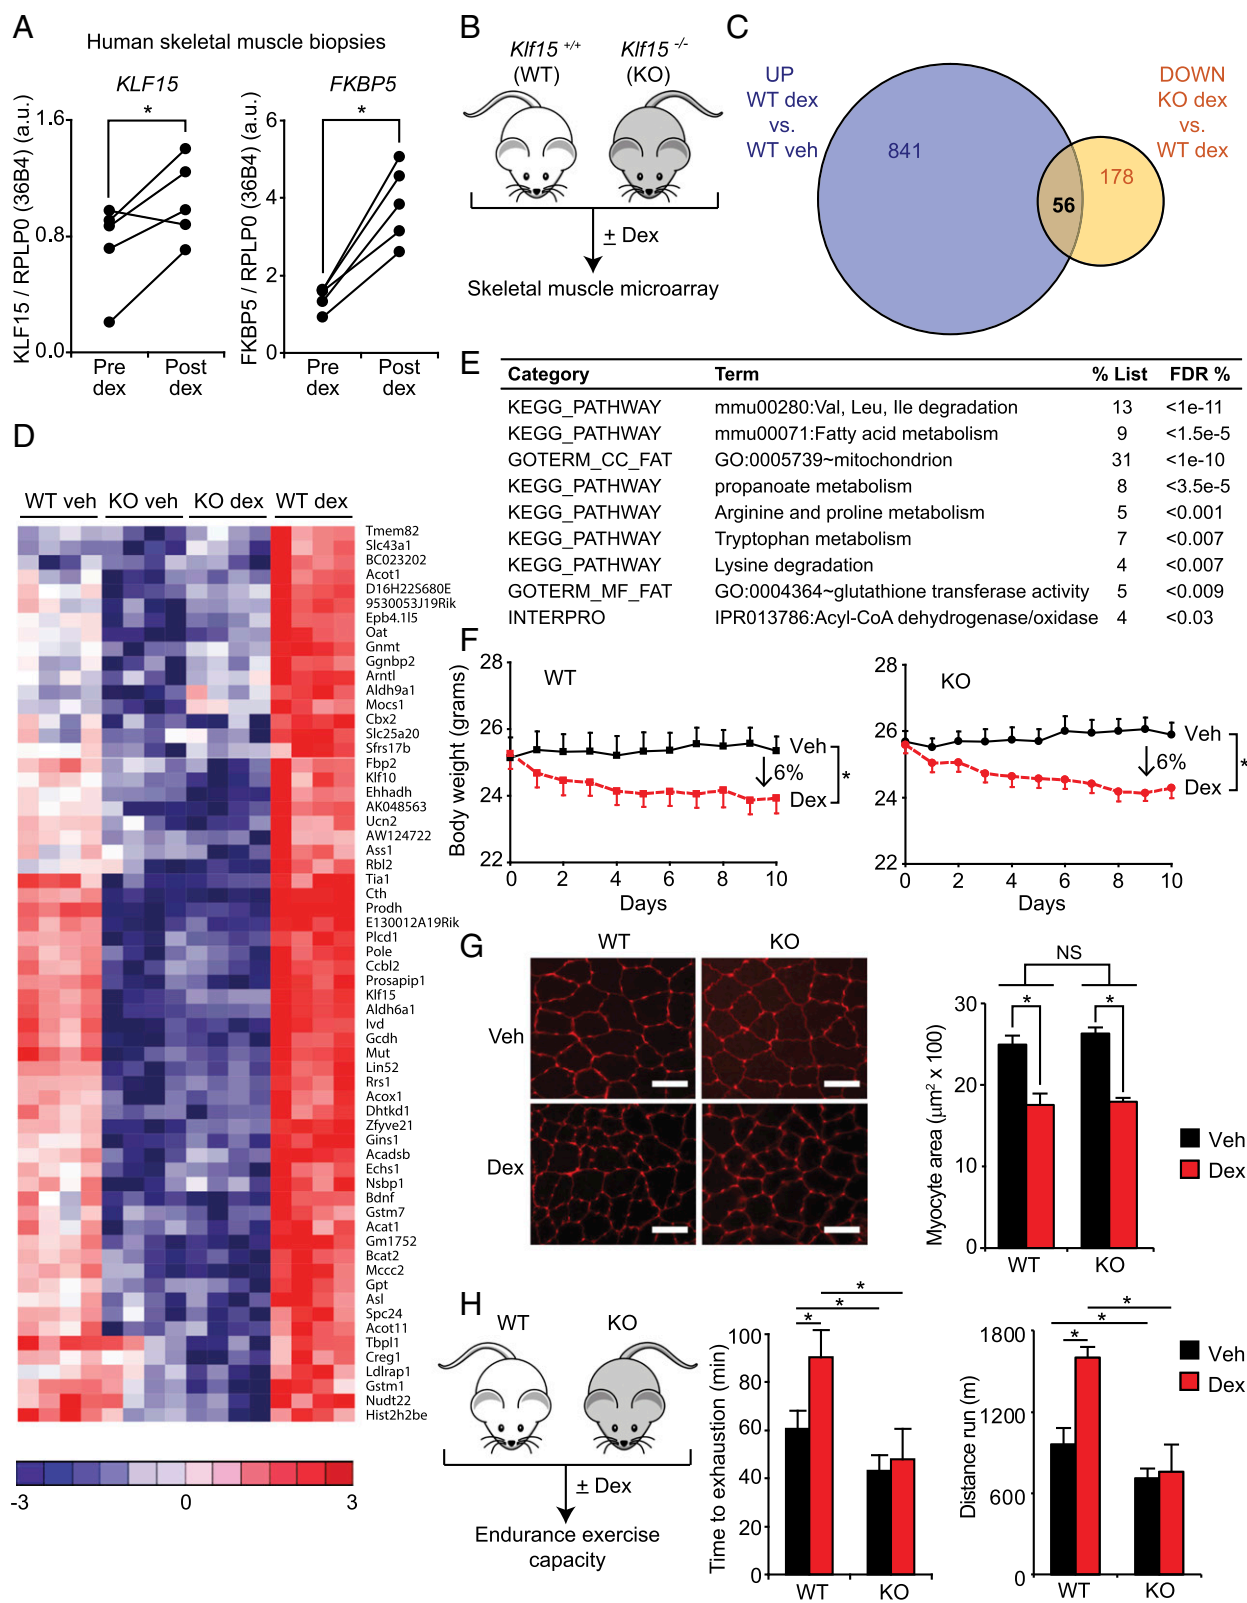 A
Human skeletal muscle biopsies
KLF15
*
KLF15 / RPLP0 (36B4) (a.u.)
1.6
0.8
0.0
Pre dex
Post dex
FKBP5
*
FKBP5 / RPLP0 (36B4) (a.u.)
6
4
2
0
Pre dex
Post dex
B
Klf15 +/+
(WT)
Klf15 -/-
(KO)
± Dex
Skeletal muscle microarray
C
UP
WT dex
vs.
WT veh
841
56
178
DOWN
KO dex
vs.
WT dex
D
WT veh KO veh KO dex WT dex
Tmem82
Slc43a1
BC023202
Acot1
D16H22S680E
9530053J19Rik
Epb4.1l5
Oat
Gnmt
Ggnbp2
Arntl
Aldh9a1
Mocs1
Cbx2
Slc25a20
Sfrs17b
Fbp2
Klf10
Ehhadh
AK048563
Ucn2
AW124722
Ass1
Rbl2
Tia1
Cth
Prodh
E130012A19Rik
Plcd1
Pole
Ccbl2
Prosapip1
Klf15
Aldh6a1
Ivd
Gcdh
Mut
Lin52
Rrs1
Acox1
Dhtkd1
Zfyve21
Gins1
Acadsb
Echs1
Nsbp1
Bdnf
Gstm7
Acat1
Gm1752
Bcat2
Mccc2
Gpt
Asl
Spc24
Acot11
Tbpl1
Creg1
Ldlrap1
Gstm1
Nudt22
Hist2h2be
-3 0 3
E
Category Term % List FDR %
KEGG_PATHWAY mmu00280:Val, Leu, Ile degradation 13 <1e-11
KEGG_PATHWAY mmu00071:Fatty acid metabolism 9 <1.5e-5
GOTERM_CC_FAT GO:0005739~mitochondrion 31 <1e-10
KEGG_PATHWAY propanoate metabolism 8 <3.5e-5
KEGG_PATHWAY Arginine and proline metabolism 5 <0.001
KEGG_PATHWAY Tryptophan metabolism 7 <0.007
KEGG_PATHWAY Lysine degradation 4 <0.007
GOTERM_MF_FAT GO:0004364~glutathione transferase activity 5 <0.009
INTERPRO IPR013786:Acyl-CoA dehydrogenase/oxidase 4 <0.03
F
Body weight (grams)
28
26
24
22
WT
Veh
6%
Dex
*
0 2 4 6 8 10
Days
28
26
24
22
KO
Veh
6%
Dex
*
0 2 4 6 8 10
Days
G
WT KO
Veh
Dex
Myocyte area (μm² x 100)
30
20
10
0
NS
* *
WT KO
Veh
Dex
H
WT KO
± Dex
Endurance exercise
capacity
Time to exhaustion (min)
100
80
60
40
20
0
*
*
*
WT KO
Distance run (m)
1800
1200
600
0
*
*
*
WT KO
Veh
Dex